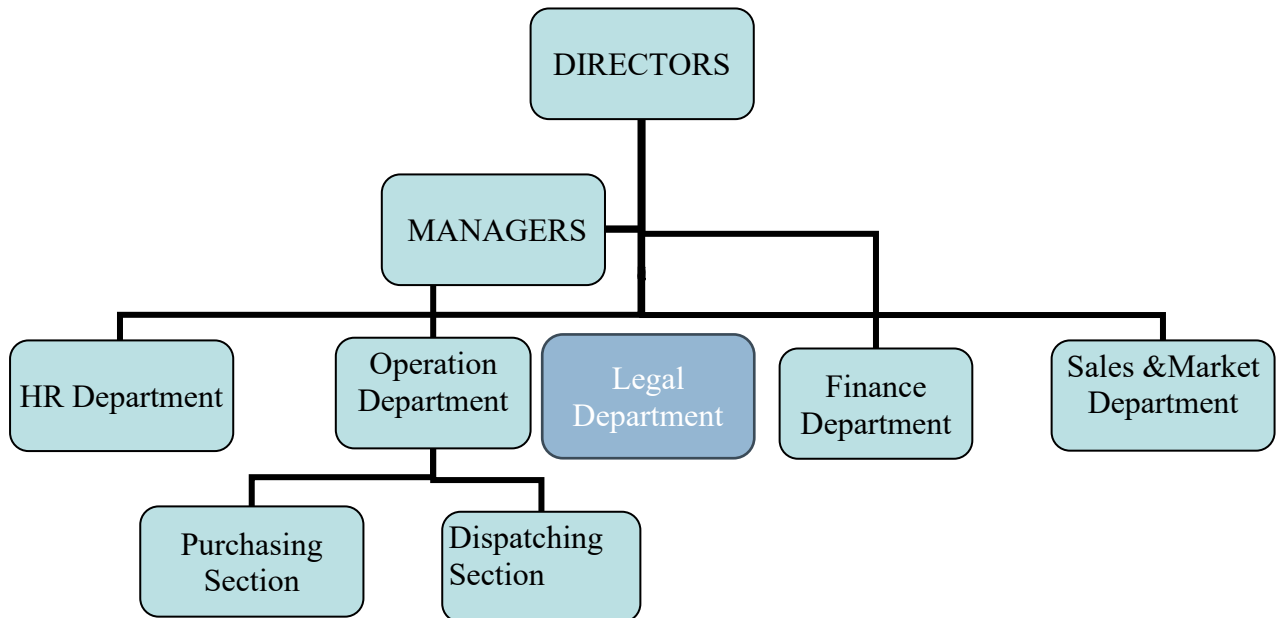 DIRECTORS
MANAGERS
HR Department
Operation
Department
Legal
Department
Finance
Department
Sales &Market
Department
Purchasing
Section
Dispatching
Section